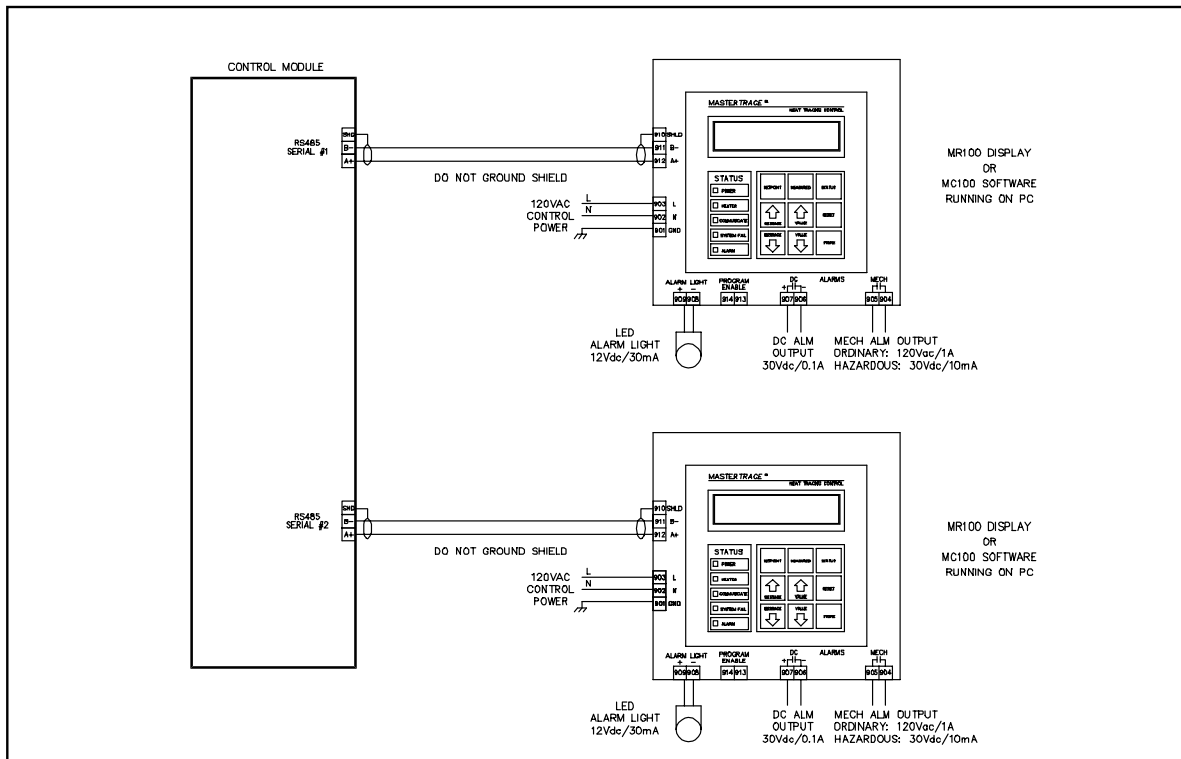 CONTROL MODULE
RS485
SERIAL #1
SHD
B-
A+
DO NOT GROUND SHIELD
910 SHLD
911 B-
912 A+
120VAC
CONTROL
POWER
L
N
903 L
902 N
901 GND
MASTERTRACE
HEAT TRACING CONTROL
STATUS
POWER
HEATER
COMMUNICATE
SYSTEM FAIL
ALARM
SETPOINT MEASURED STATUS
MESSAGE VALUE RESET
MESSAGE VALUE
ALARM LIGHT
+ -
909 908
PROGRAM
ENABLE
914 913
DC
+ -
907 906
ALARMS
MECH
905 904
LED
ALARM LIGHT
12Vdc/30mA
DC ALM
OUTPUT
30Vdc/0.1A
MECH ALM OUTPUT
ORDINARY: 120Vac/1A
HAZARDOUS: 30Vdc/10mA
MR100 DISPLAY
OR
MC100 SOFTWARE
RUNNING ON PC
RS485
SERIAL #2
SHD
B-
A+
DO NOT GROUND SHIELD
910 SHLD
911 B-
912 A+
120VAC
CONTROL
POWER
L
N
903 L
902 N
901 GND
MASTERTRACE
HEAT TRACING CONTROL
STATUS
POWER
HEATER
COMMUNICATE
SYSTEM FAIL
ALARM
SETPOINT MEASURED STATUS
MESSAGE VALUE RESET
MESSAGE VALUE
ALARM LIGHT
+ -
909 908
PROGRAM
ENABLE
914 913
DC
+ -
907 906
ALARMS
MECH
905 904
LED
ALARM LIGHT
12Vdc/30mA
DC ALM
OUTPUT
30Vdc/0.1A
MECH ALM OUTPUT
ORDINARY: 120Vac/1A
HAZARDOUS: 30Vdc/10mA
MR100 DISPLAY
OR
MC100 SOFTWARE
RUNNING ON PC